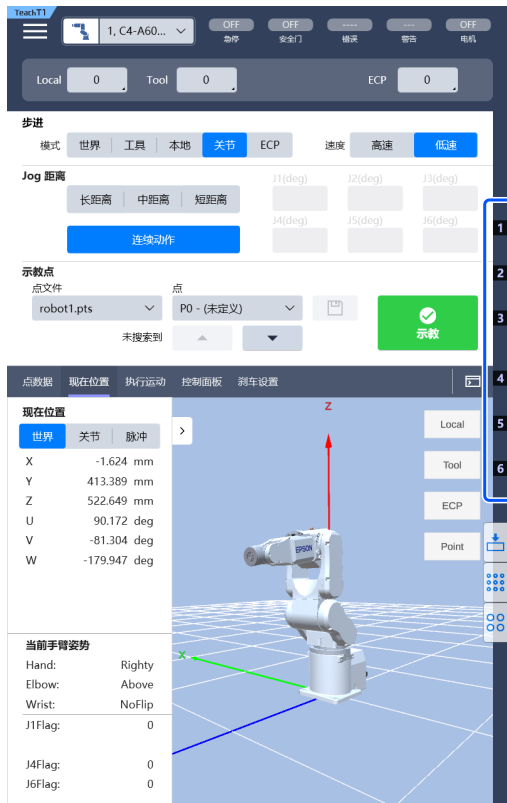 TeachT1
1, C4-A60... OFF OFF ---- --- OFF
急停 安全门 错误 警告 电机
Local 0 Tool 0 ECP 0
步进
模式 世界 工具 本地 关节 ECP 速度 高速 低速
Jog 距离 J1(deg) J2(deg) J3(deg)
长距离 中距离 短距离
J4(deg) J5(deg) J6(deg)
连续动作
示教点
点文件 点
robot1.pts P0 - (未定义)
未搜索到 示教
1
2
3
4
5
6
点数据 现在位置 执行运动 控制面板 刹车设置
现在位置
世界 关节 脉冲
X -1.624 mm
Y 413.389 mm
Z 522.649 mm
U 90.172 deg
V -81.304 deg
W -179.947 deg
Z
X
EPSON
Local
Tool
ECP
Point
当前手臂姿势
Hand: Righty
Elbow: Above
Wrist: NoFlip
J1Flag: 0
J4Flag: 0
J6Flag: 0